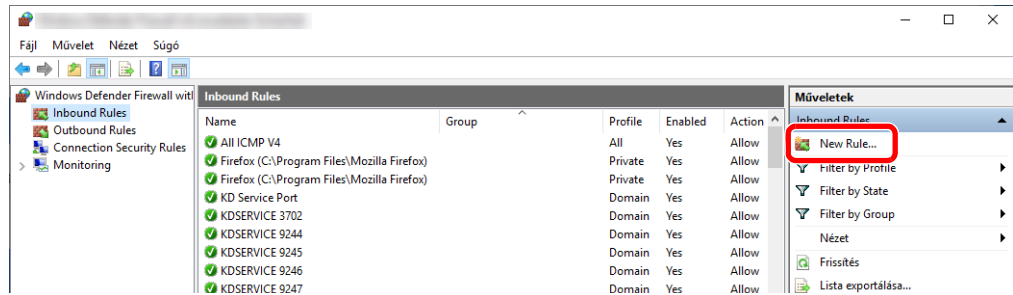 Fájl Művelet Nézet Súgó
Windows Defender Firewall witl
Inbound Rules
Outbound Rules
Connection Security Rules
Monitoring
Inbound Rules
Name Group Profile Enabled Action
All ICMP V4 All Yes Allow
Firefox (C:\Program Files\Mozilla Firefox) Private Yes Allow
Firefox (C:\Program Files\Mozilla Firefox) Private Yes Allow
KD Service Port Domain Yes Allow
KDSERVICE 3702 Domain Yes Allow
KDSERVICE 9244 Domain Yes Allow
KDSERVICE 9245 Domain Yes Allow
KDSERVICE 9246 Domain Yes Allow
KDSERVICE 9247 Domain Yes Allow
Műveletek
Inbound Rules
New Rule...
Filter by Profile
Filter by State
Filter by Group
Nézet
Frissítés
Lista exportálása...